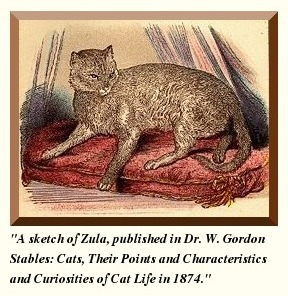 "A sketch of Zula, published in Dr. W. Gordon
Stables: Cats, Their Points and Characteristics
and Curiosities of Cat Life in 1874."